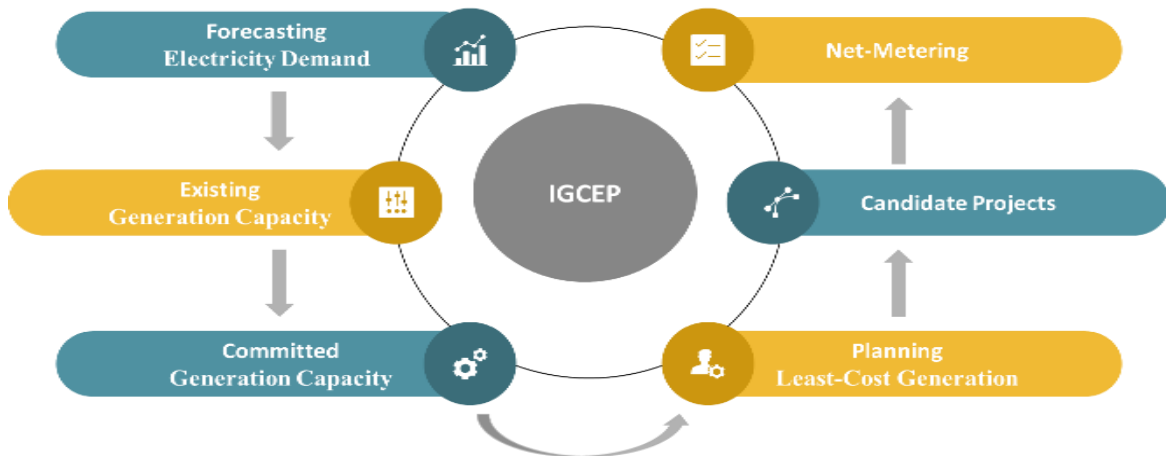 Forecasting
Electricity Demand
Existing
Generation Capacity
Committed
Generation Capacity
IGCEP
Planning
Least-Cost Generation
Candidate Projects
Net-Metering